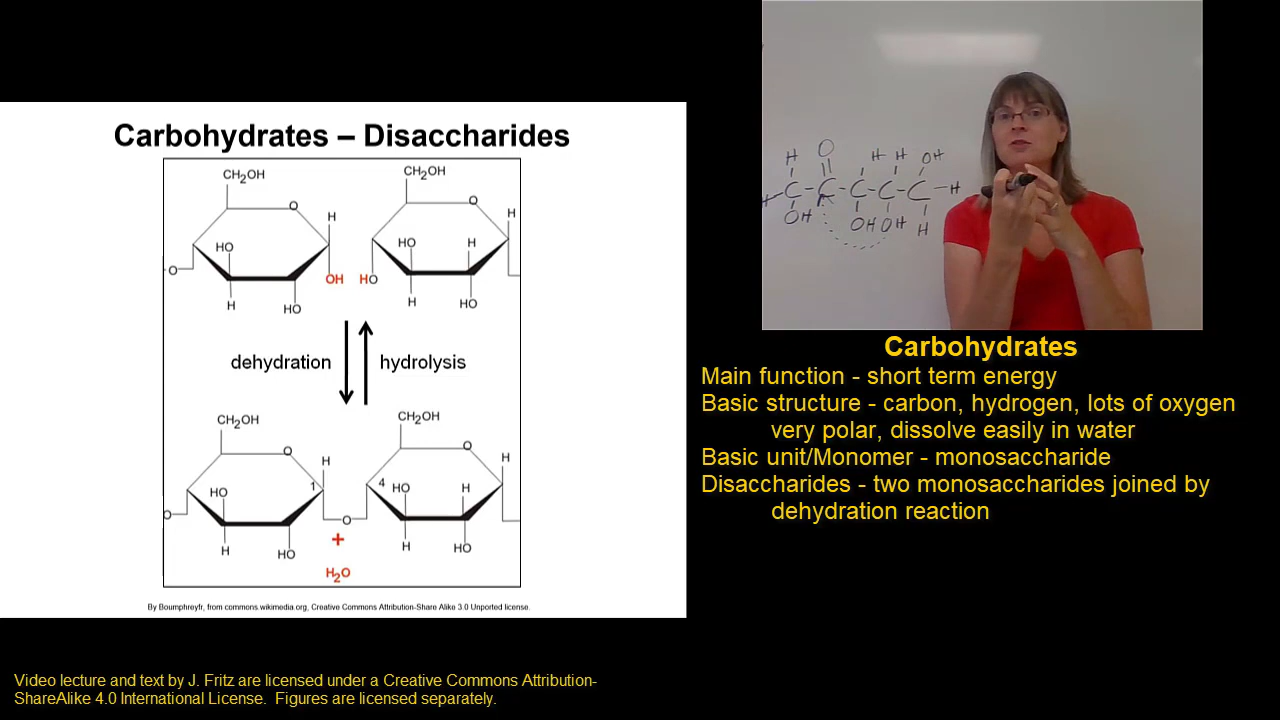 Carbohydrates – Disaccharides
CH₂OH CH₂OH
O O
H H
HO HO H
O OH HO
H HO H HO
dehydration hydrolysis
CH₂OH CH₂OH
O O
H H
1 4
HO HO H
O O
H HO + H HO
H₂O
By Boumphreyfr, from commons wikimedia.org, Creative Commons Attribution-Share Alike 3.0 Unported license.
H O H H OH
H-C-C-C-C-C-H
OH OH OH H
Carbohydrates
Main function - short term energy
Basic structure - carbon, hydrogen, lots of oxygen
very polar, dissolve easily in water
Basic unit/Monomer - monosaccharide
Disaccharides - two monosaccharides joined by
dehydration reaction
Video lecture and text by J. Fritz are licensed under a Creative Commons Attribution-
ShareAlike 4.0 International License.  Figures are licensed separately.